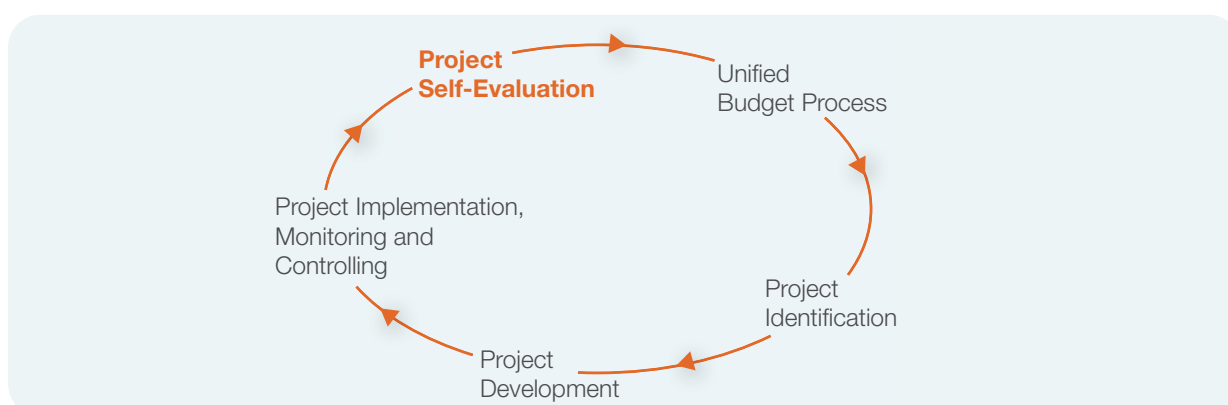 Project
Self-Evaluation
Unified
Budget Process
Project Implementation,
Monitoring and
Controlling
Project
Identification
Project
Development